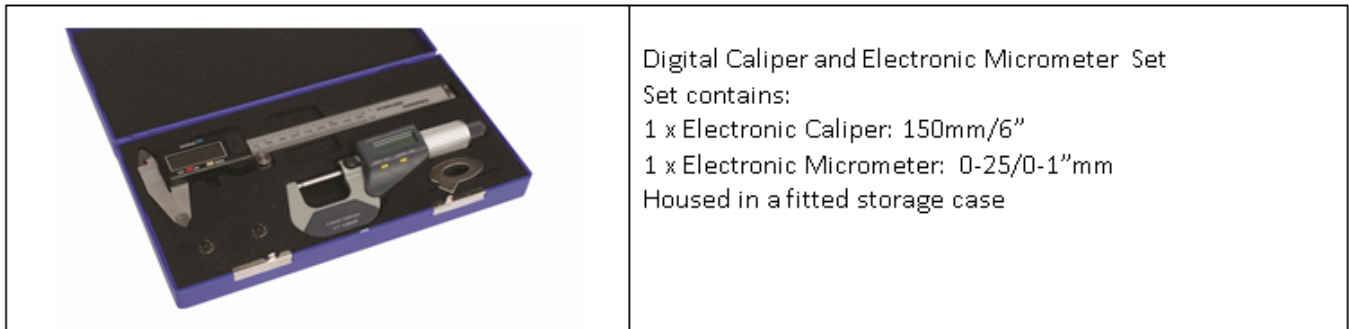 Digital Caliper and Electronic Micrometer Set
Set contains:
1 x Electronic Caliper: 150mm/6”
1 x Electronic Micrometer: 0-25/0-1”mm
Housed in a fitted storage case